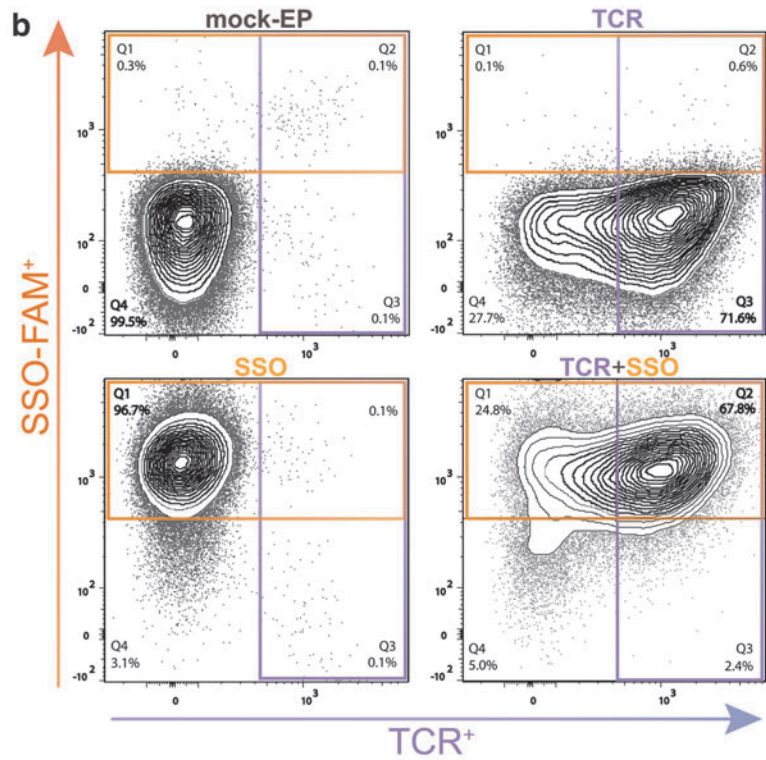 b
mock-EP
TCR
Q1
0.3%
Q2
0.1%
10³
10²
0
-10²
Q4
99.5%
Q3
0.1%
0
10³
Q1
0.1%
Q2
0.6%
10³
10²
0
-10²
Q4
27.7%
Q3
71.6%
0
10³
SSO
TCR+SSO
Q1
96.7%
0.1%
10³
10²
0
-10²
Q4
3.1%
Q3
0.1%
0
10³
Q1
24.8%
Q2
67.8%
10³
10²
0
-10²
Q4
5.0%
Q3
2.4%
0
10³
SSO-FAM⁺
TCR⁺